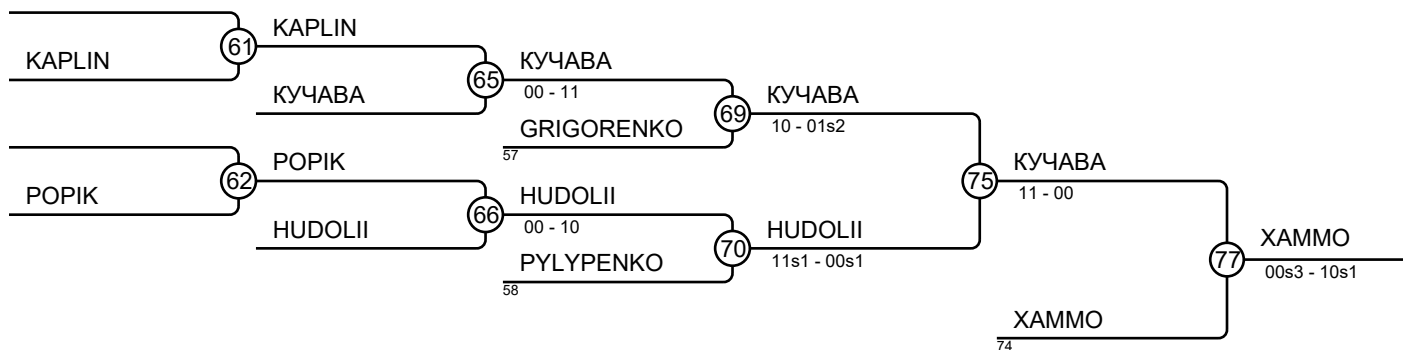 KAPLIN
61
KAPLIN
КУЧАВА
65
КУЧАВА
00 - 11
GRIGORENKO
57
69
КУЧАВА
10 - 01s2
POPIK
62
POPIK
HUDOLII
66
HUDOLII
00 - 10
PYLYPENKO
58
70
HUDOLII
11s1 - 00s1
75
КУЧАВА
11 - 00
ХАММО
74
77
ХАММО
00s3 - 10s1